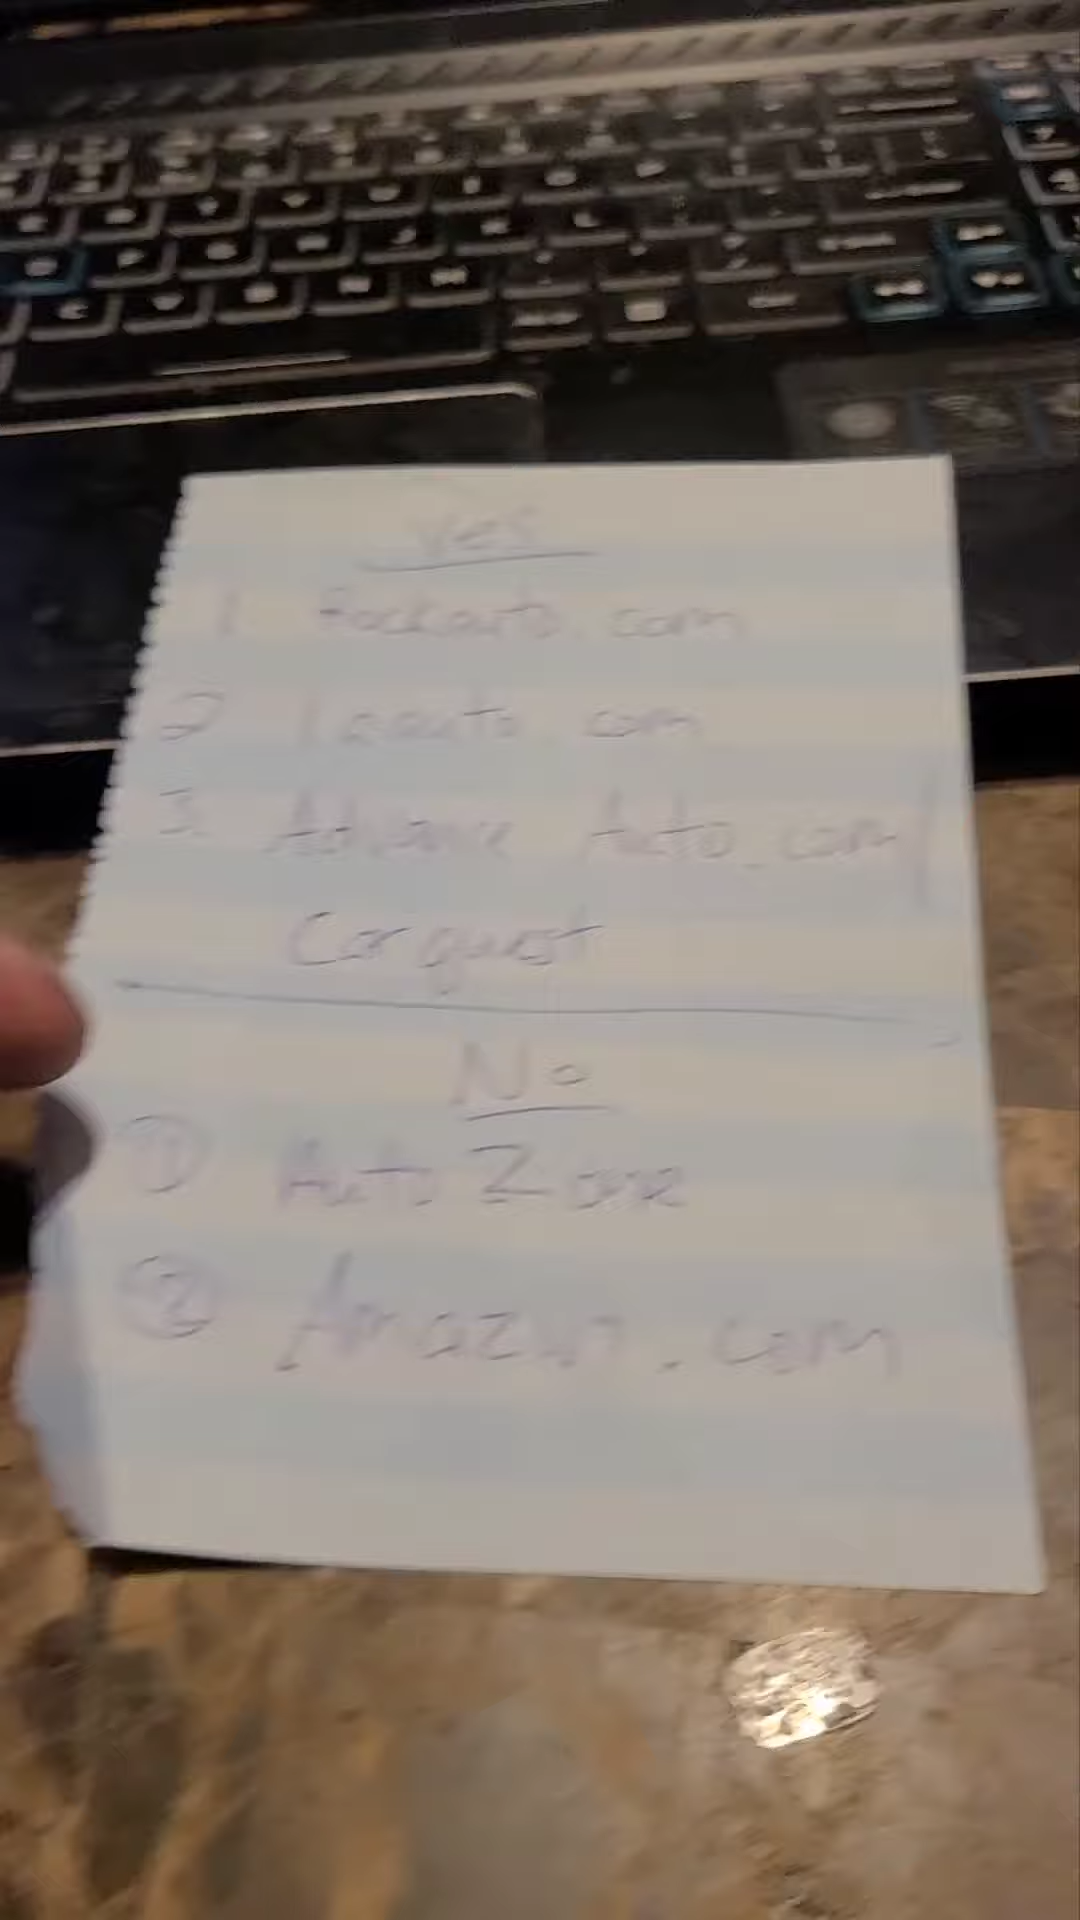 Yes
1. Rockauto.com
2 1aauto.com
3. Advance Auto.com/
Carquest
No
① AutoZone
② Amazon.com